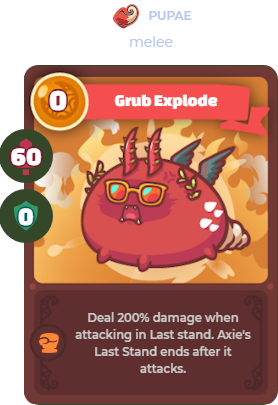 PUPAE
melee
0
Grub Explode
60
0
Deal 200% damage when
attacking in Last stand. Axie's
Last Stand ends after it
attacks.